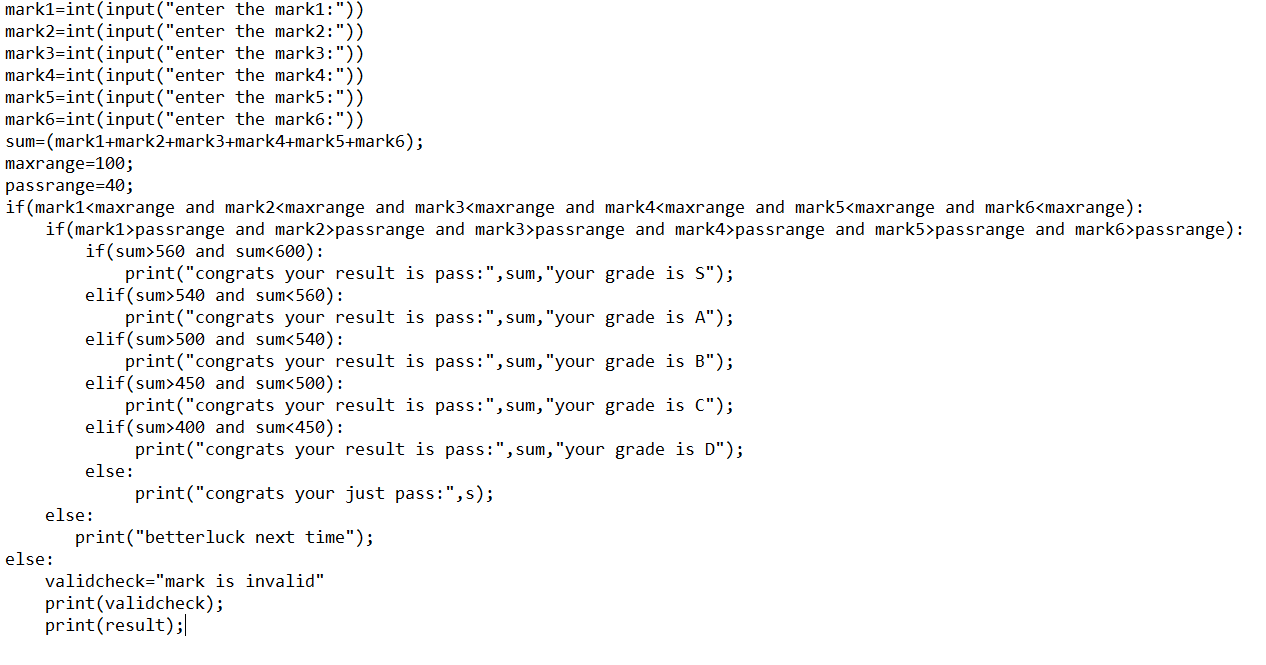 mark1=int(input("enter the mark1:"))
mark2=int(input("enter the mark2:"))
mark3=int(input("enter the mark3:"))
mark4=int(input("enter the mark4:"))
mark5=int(input("enter the mark5:"))
mark6=int(input("enter the mark6:"))
sum=(mark1+mark2+mark3+mark4+mark5+mark6);
maxrange=100;
passrange=40;
if(mark1<maxrange and mark2<maxrange and mark3<maxrange and mark4<maxrange and mark5<maxrange and mark6<maxrange):
    if(mark1>passrange and mark2>passrange and mark3>passrange and mark4>passrange and mark5>passrange and mark6>passrange):
        if(sum>560 and sum<600):
            print("congrats your result is pass:",sum,"your grade is S");
        elif(sum>540 and sum<560):
            print("congrats your result is pass:",sum,"your grade is A");
        elif(sum>500 and sum<540):
            print("congrats your result is pass:",sum,"your grade is B");
        elif(sum>450 and sum<500):
            print("congrats your result is pass:",sum,"your grade is C");
        elif(sum>400 and sum<450):
             print("congrats your result is pass:",sum,"your grade is D");
        else:
             print("congrats your just pass:",s);
    else:
       print("betterluck next time");
else:
    validcheck="mark is invalid"
    print(validcheck);
    print(result);